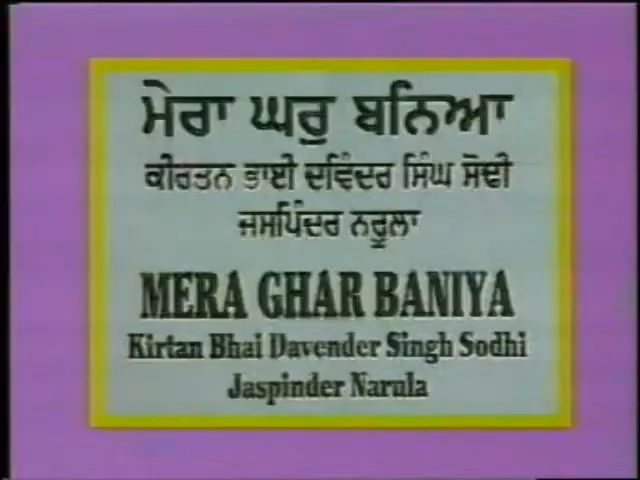 ਮੇਰਾ ਘਰੁ ਬਨਿਆ
ਕੀਰਤਨ ਭਾਈ ਦਵਿੰਦਰ ਸਿੰਘ ਸੋਢੀ
ਜਸਪਿੰਦਰ ਨਰੂਲਾ
MERA GHAR BANIYA
Kirtan Bhai Davender Singh Sodhi
Jaspinder Narula